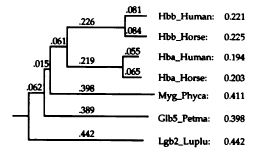 .081
Hbb_Human: 0.221
.226
.084
Hbb_Horse: 0.225
.061
.055
Hba_Human: 0.194
.219
.015
.065
Hba_Horse: 0.203
.062
.398
Myg_Phyca: 0.411
.389
Glb5_Petma: 0.398
.442
Lgb2_Luplu: 0.442